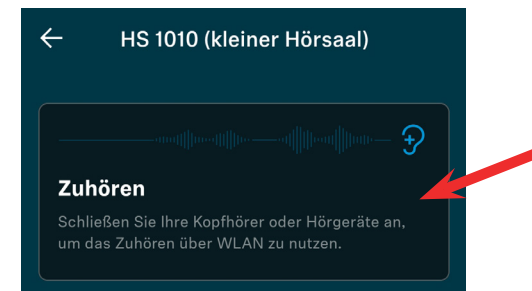 HS 1010 (kleiner Hörsaal)
Zuhören
Schließen Sie Ihre Kopfhörer oder Hörgeräte an,
um das Zuhören über WLAN zu nutzen.